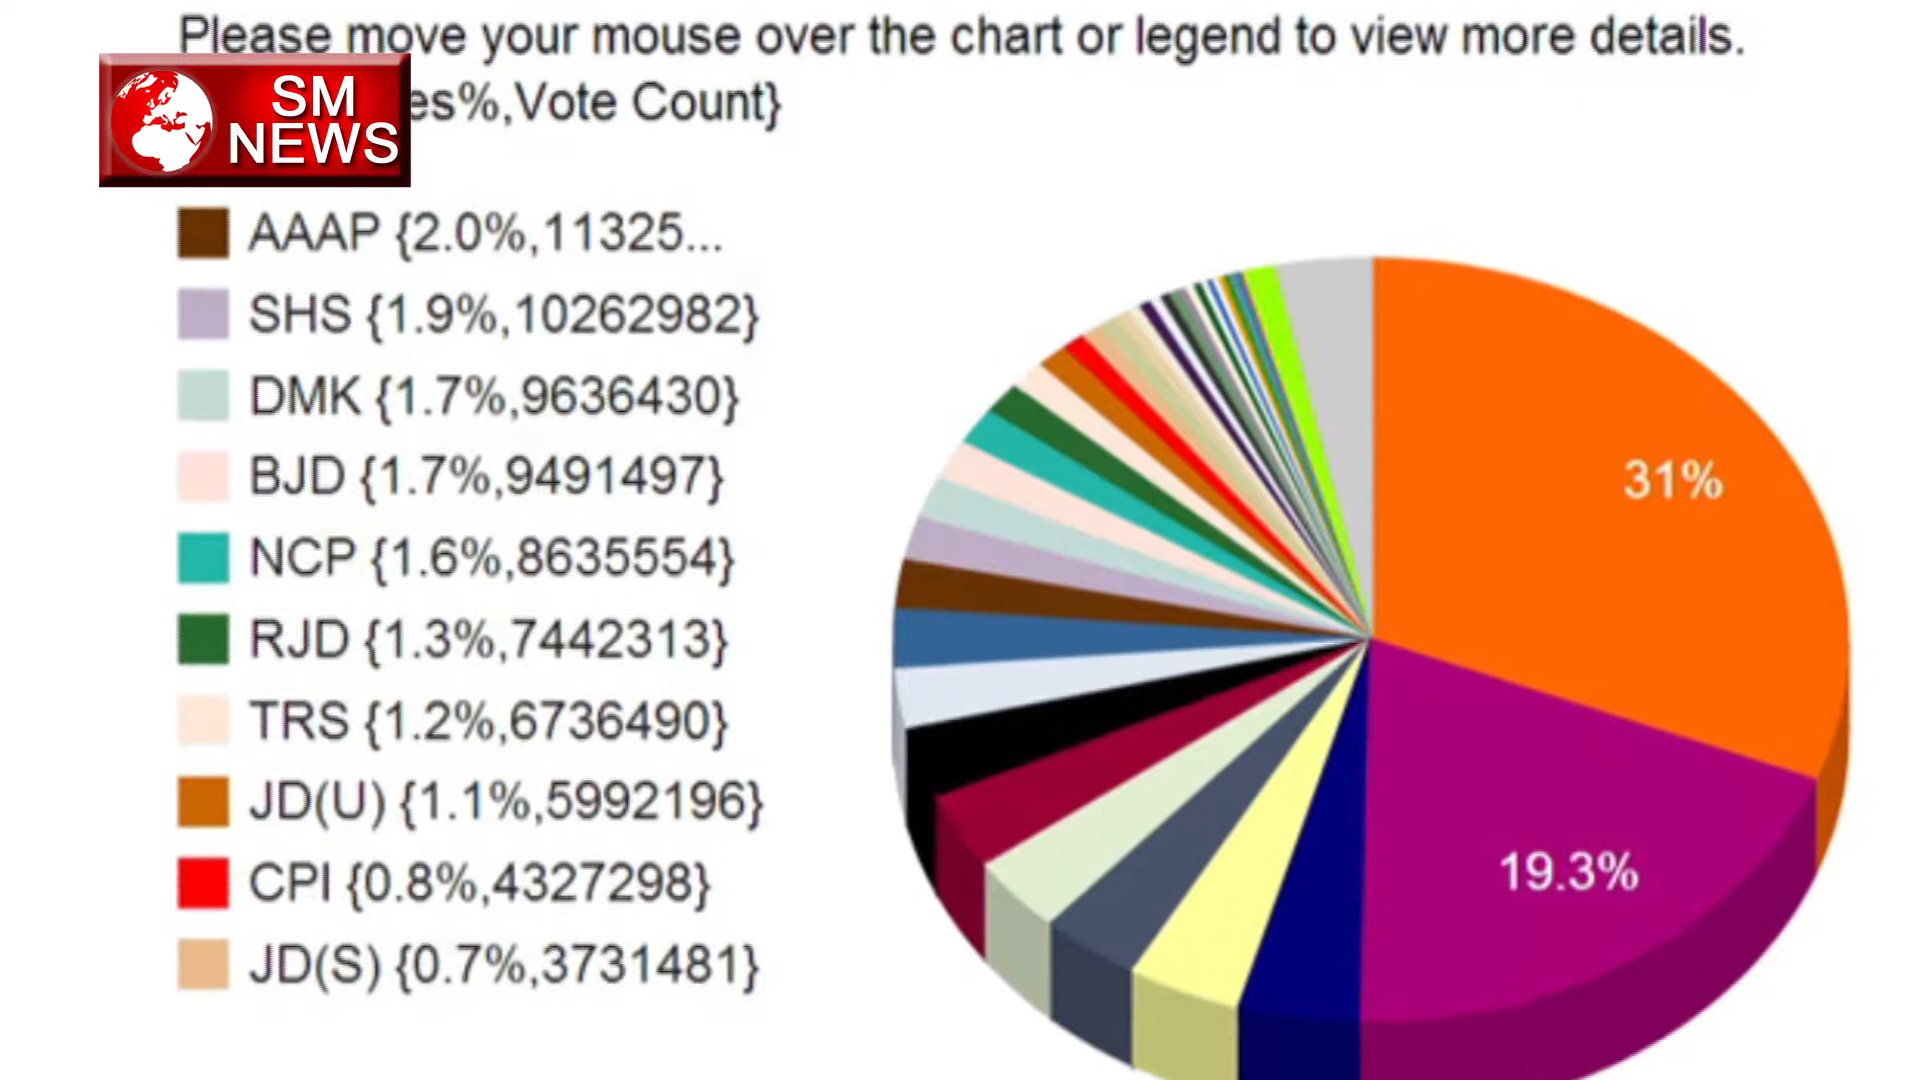 Please move your mouse over the chart or legend to view more details.
es%,Vote Count}
SM
NEWS
AAAP {2.0%,11325...
SHS {1.9%,10262982}
DMK {1.7%,9636430}
BJD {1.7%,9491497}
NCP {1.6%,8635554}
RJD {1.3%,7442313}
TRS {1.2%,6736490}
JD(U) {1.1%,5992196}
CPI {0.8%,4327298}
JD(S) {0.7%,3731481}
31%
19.3%